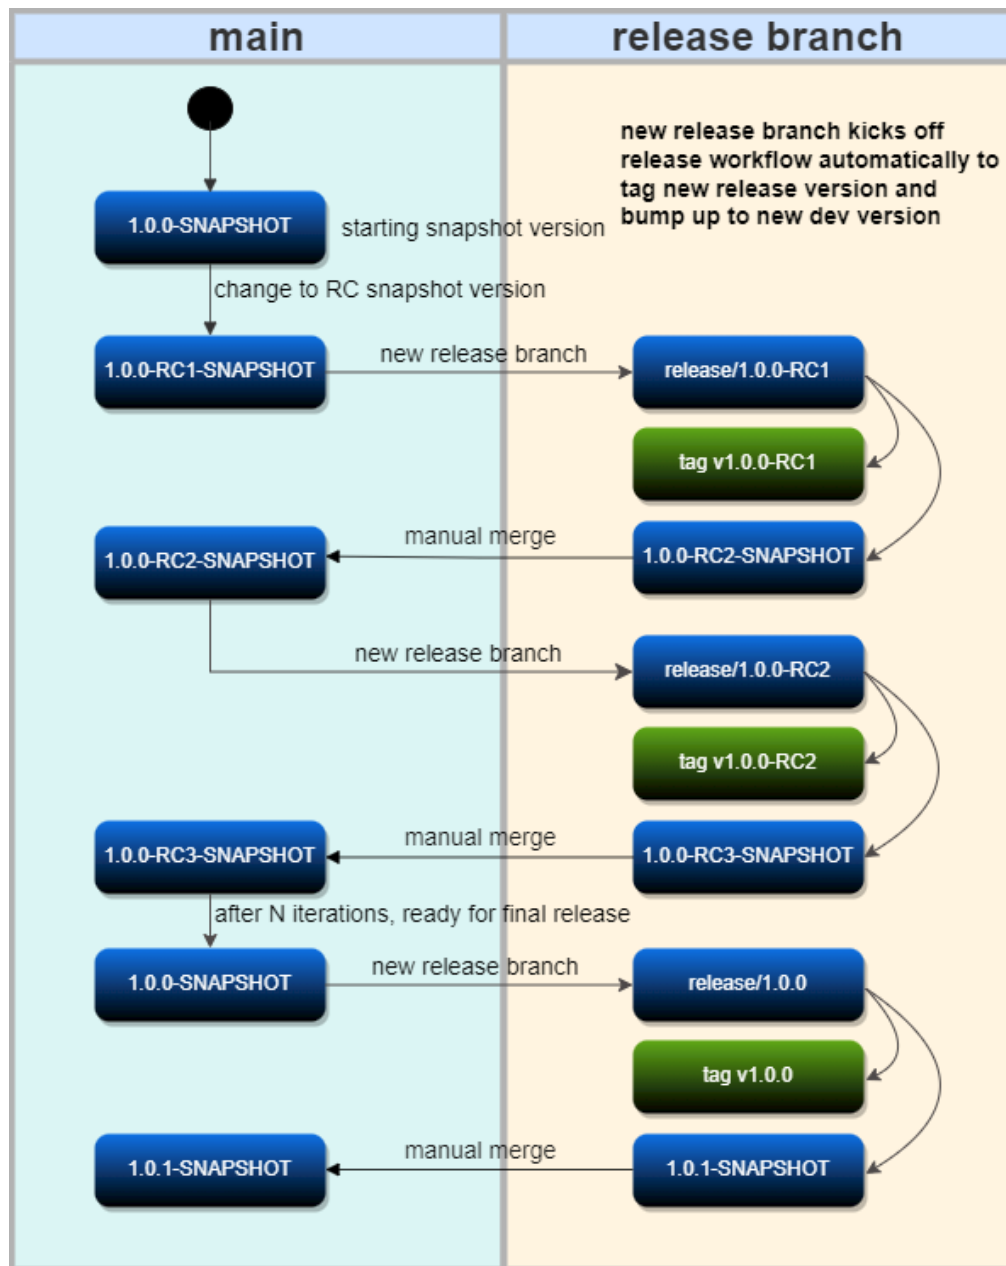 main
release branch
new release branch kicks off
release workflow automatically to
tag new release version and
bump up to new dev version
1.0.0-SNAPSHOT
starting snapshot version
change to RC snapshot version
1.0.0-RC1-SNAPSHOT
new release branch
release/1.0.0-RC1
tag v1.0.0-RC1
1.0.0-RC2-SNAPSHOT
manual merge
1.0.0-RC2-SNAPSHOT
new release branch
release/1.0.0-RC2
tag v1.0.0-RC2
1.0.0-RC3-SNAPSHOT
manual merge
1.0.0-RC3-SNAPSHOT
after N iterations, ready for final release
1.0.0-SNAPSHOT
new release branch
release/1.0.0
tag v1.0.0
1.0.1-SNAPSHOT
manual merge
1.0.1-SNAPSHOT